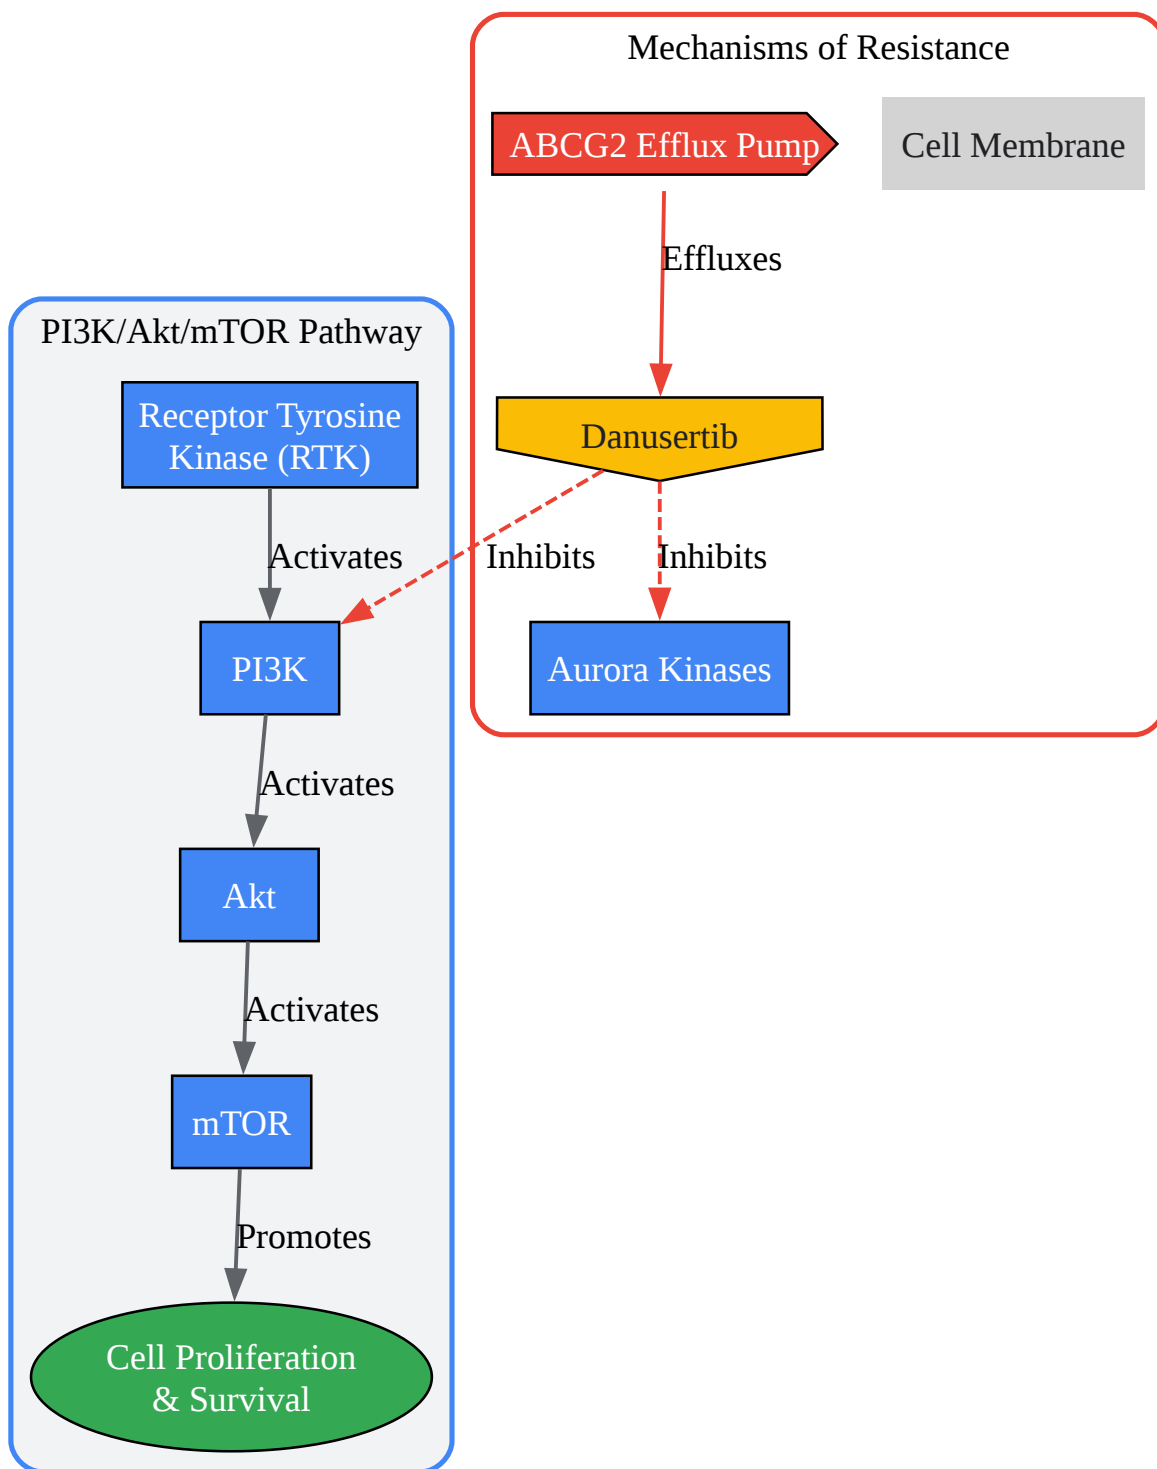 Mechanisms of Resistance
ABCG2 Efflux Pump
Cell Membrane
Effluxes
PI3K/Akt/mTOR Pathway
Receptor Tyrosine
Kinase (RTK)
Danusertib
Activates
Inhibits
Inhibits
PI3K
Aurora Kinases
Activates
Akt
Activates
mTOR
Promotes
Cell Proliferation
& Survival